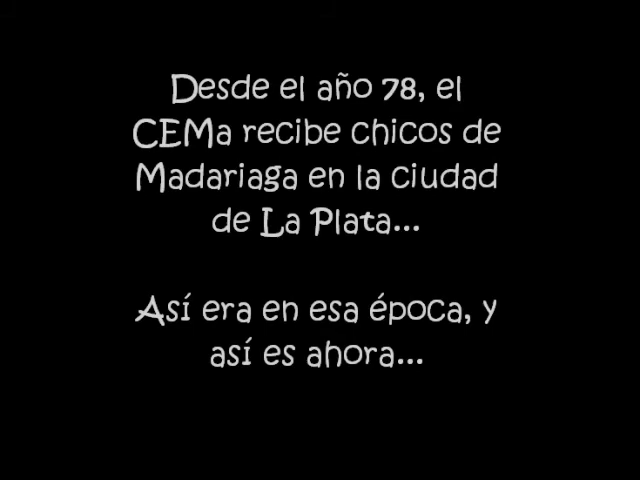 Desde el año 78, el
CEMa recibe chicos de
Madariaga en la ciudad
de La Plata...
Así era en esa época, y
así es ahora...